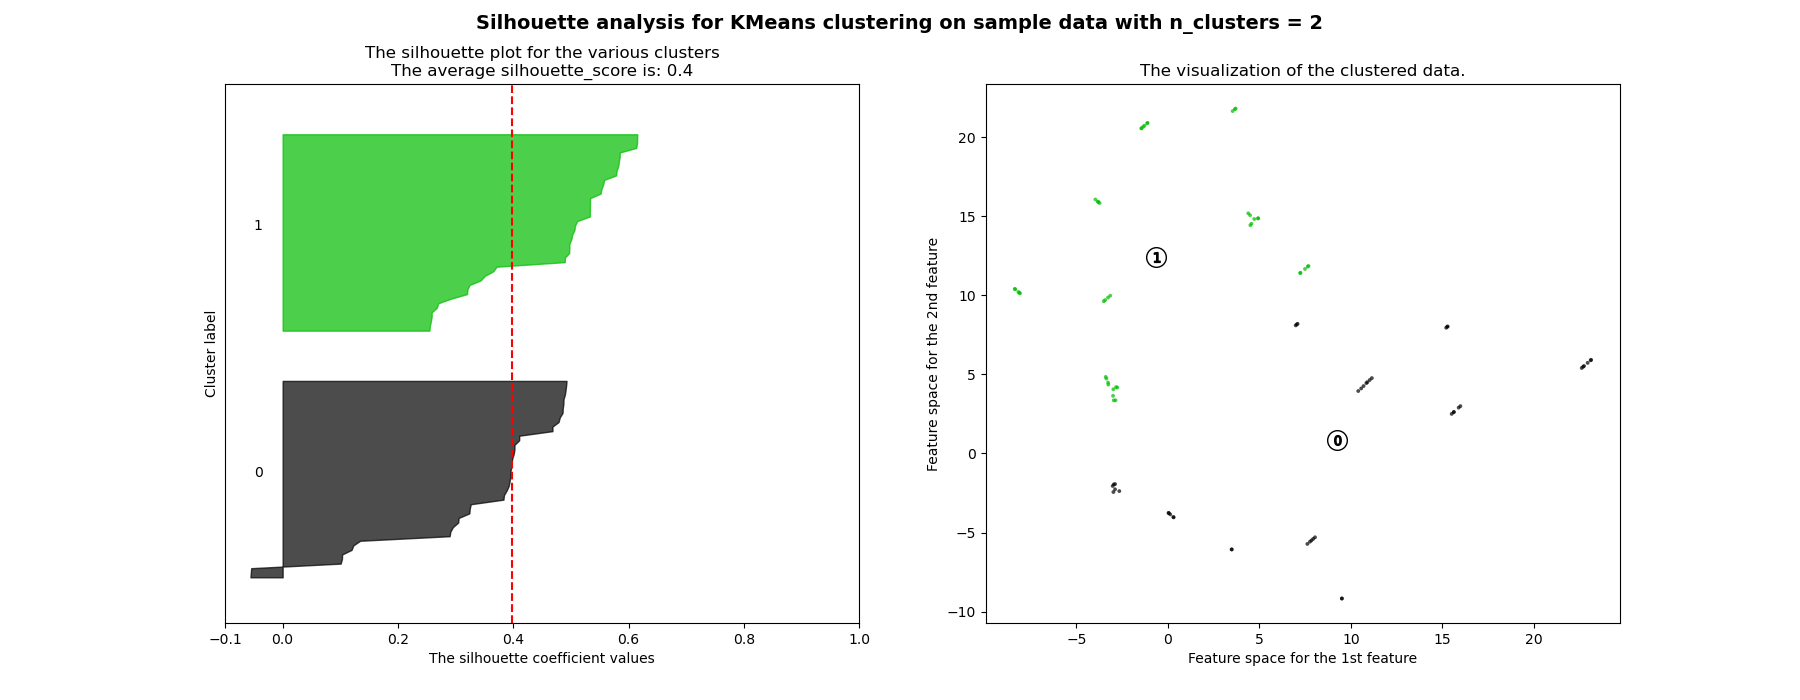 Silhouette analysis for KMeans clustering on sample data with n_clusters = 2
The silhouette plot for the various clusters
The average silhouette_score is: 0.4
1
0
Cluster label
−0.1 0.0 0.2 0.4 0.6 0.8 1.0
The silhouette coefficient values
The visualization of the clustered data.
20
15
10
5
0
−5
−10
Feature space for the 2nd feature
1
0
−5 0 5 10 15 20
Feature space for the 1st feature